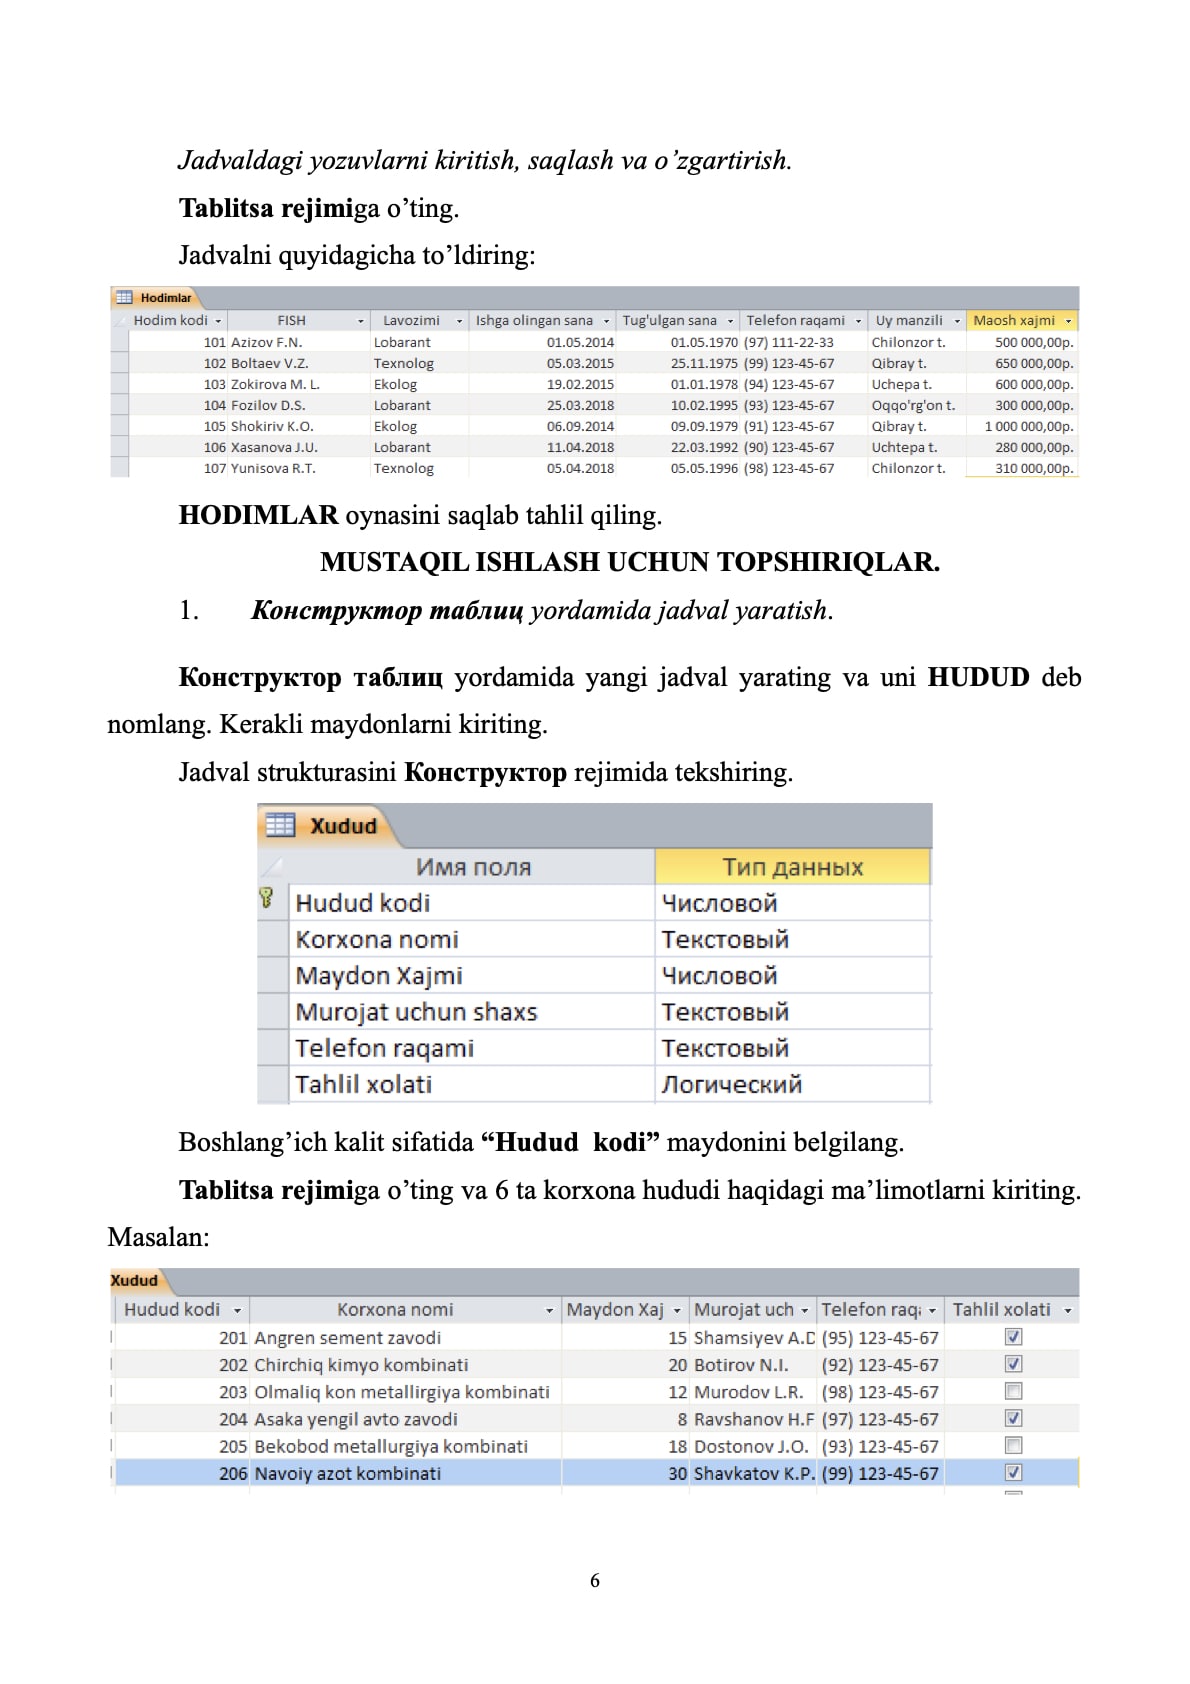 Jadvaldagi yozuvlarni kiritish, saqlash va o’zgartirish.
Tablitsa rejimiga o’ting.
Jadvalni quyidagicha to’ldiring:
Hodimlar
Hodim kodi FISH Lavozimi Ishga olingan sana Tug'ulgan sana Telefon raqami Uy manzili Maosh xajmi
101 Azizov F.N. Lobarant 01.05.2014 01.05.1970 (97) 111-22-33 Chilonzor t. 500 000,00р.
102 Boltaev V.Z. Texnolog 05.03.2015 25.11.1975 (99) 123-45-67 Qibray t. 650 000,00р.
103 Zokirova M. L. Ekolog 19.02.2015 01.01.1978 (94) 123-45-67 Uchepa t. 600 000,00р.
104 Fozilov D.S. Lobarant 25.03.2018 10.02.1995 (93) 123-45-67 Oqqo'rg'on t. 300 000,00р.
105 Shokiriv K.O. Ekolog 06.09.2014 09.09.1979 (91) 123-45-67 Qibray t. 1 000 000,00р.
106 Xasanova J.U. Lobarant 11.04.2018 22.03.1992 (90) 123-45-67 Uchtepa t. 280 000,00р.
107 Yunisova R.T. Texnolog 05.04.2018 05.05.1996 (98) 123-45-67 Chilonzor t. 310 000,00р.
HODIMLAR oynasini saqlab tahlil qiling.
MUSTAQIL ISHLASH UCHUN TOPSHIRIQLAR.
1. Конструктор таблиц yordamida jadval yaratish.
Конструктор таблиц yordamida yangi jadval yarating va uni HUDUD deb
nomlang. Kerakli maydonlarni kiriting.
Jadval strukturasini Конструктор rejimida tekshiring.
Xudud
Имя поля Тип данных
Hudud kodi Числовой
Korxona nomi Текстовый
Maydon Xajmi Числовой
Murojat uchun shaxs Текстовый
Telefon raqami Текстовый
Tahlil xolati Логический
Boshlang’ich kalit sifatida “Hudud kodi” maydonini belgilang.
Tablitsa rejimiga o’ting va 6 ta korxona hududi haqidagi ma’limotlarni kiriting.
Masalan:
Xudud
Hudud kodi Korxona nomi Maydon Xaj Murojat uch Telefon raqa Tahlil xolati
201 Angren sement zavodi 15 Shamsiyev A.D (95) 123-45-67
202 Chirchiq kimyo kombinati 20 Botirov N.I. (92) 123-45-67
203 Olmaliq kon metallirgiya kombinati 12 Murodov L.R. (98) 123-45-67
204 Asaka yengil avto zavodi 8 Ravshanov H.F (97) 123-45-67
205 Bekobod metallurgiya kombinati 18 Dostonov J.O. (93) 123-45-67
206 Navoiy azot kombinati 30 Shavkatov K.P. (99) 123-45-67
6